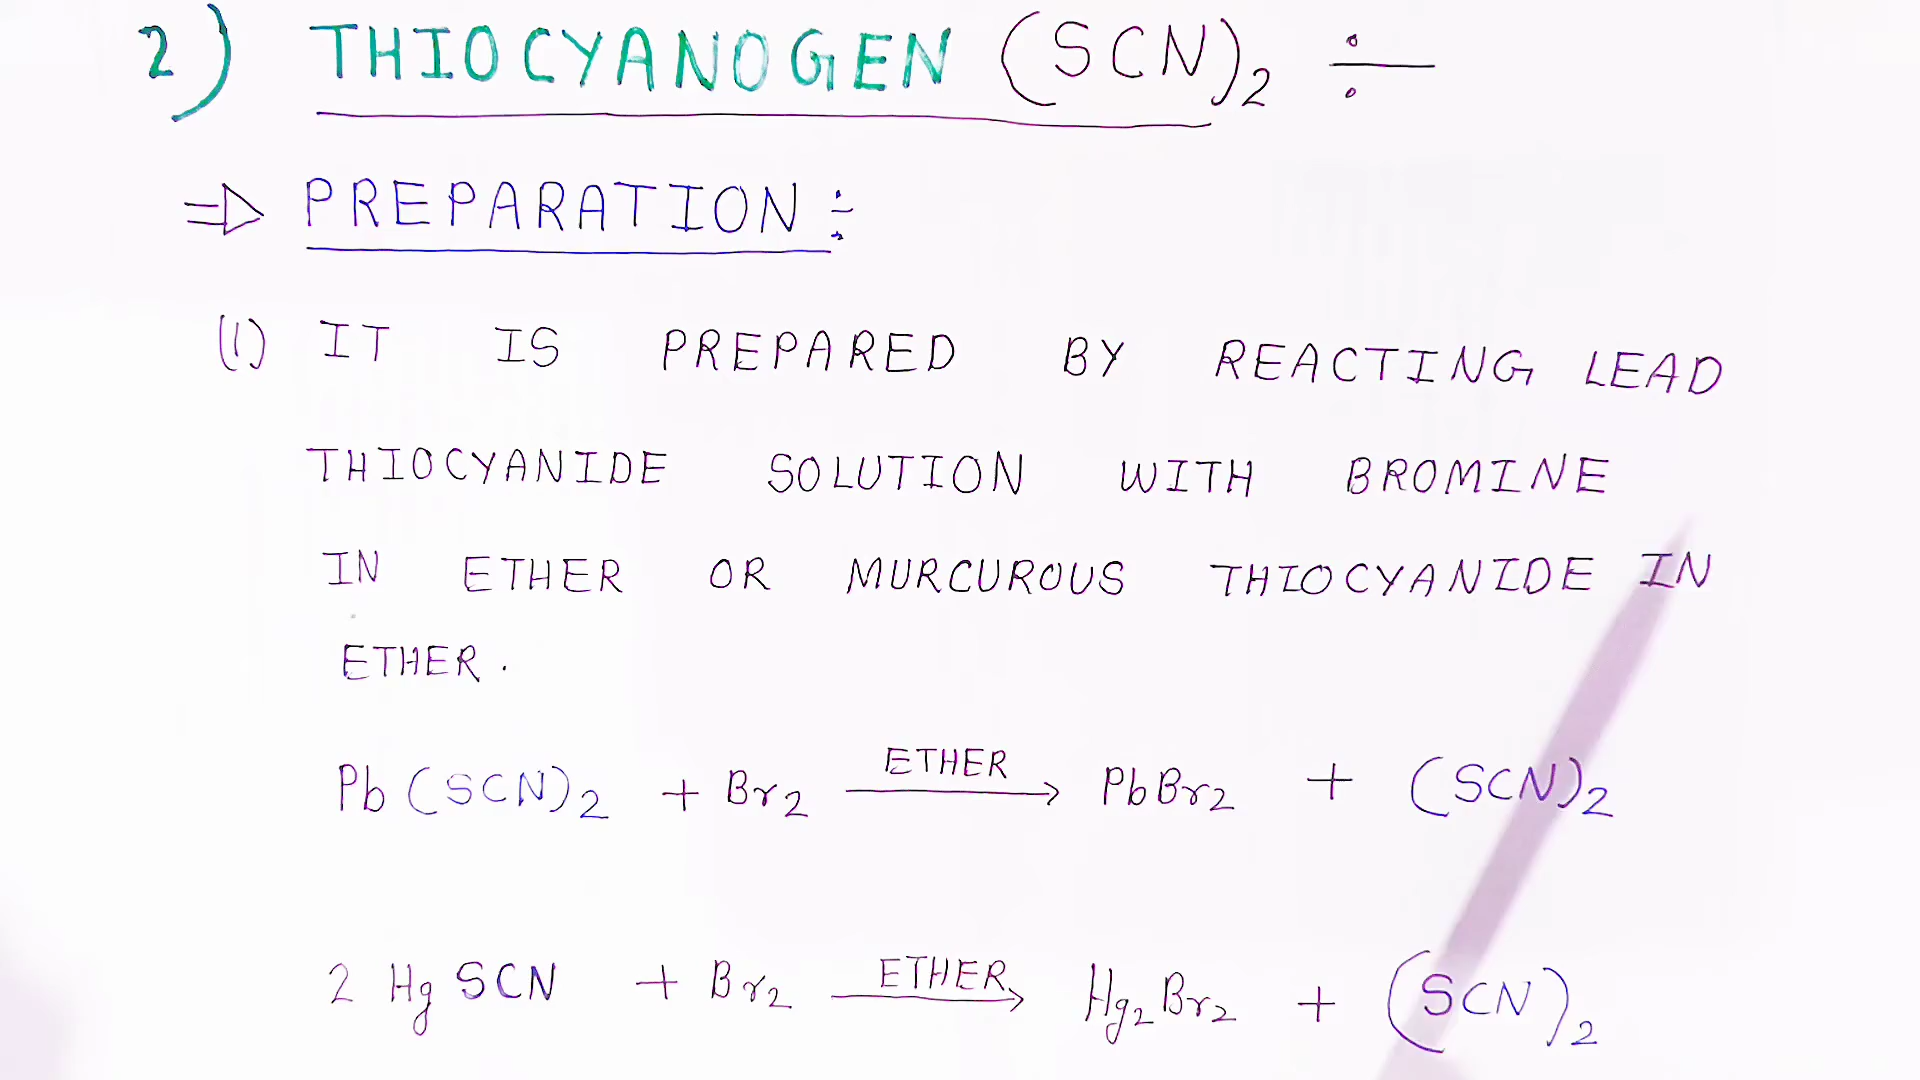 2) THIOCYANOGEN (SCN)₂ ÷
⇒ PREPARATION ÷
(1) IT IS PREPARED BY REACTING LEAD
THIOCYANIDE SOLUTION WITH BROMINE
IN ETHER OR MURCUROUS THIOCYANIDE IN
ETHER.
Pb(SCN)₂ + Br₂ —ETHER→ PbBr₂ + (SCN)₂
2 HgSCN + Br₂ —ETHER→ Hg₂Br₂ + (SCN)₂